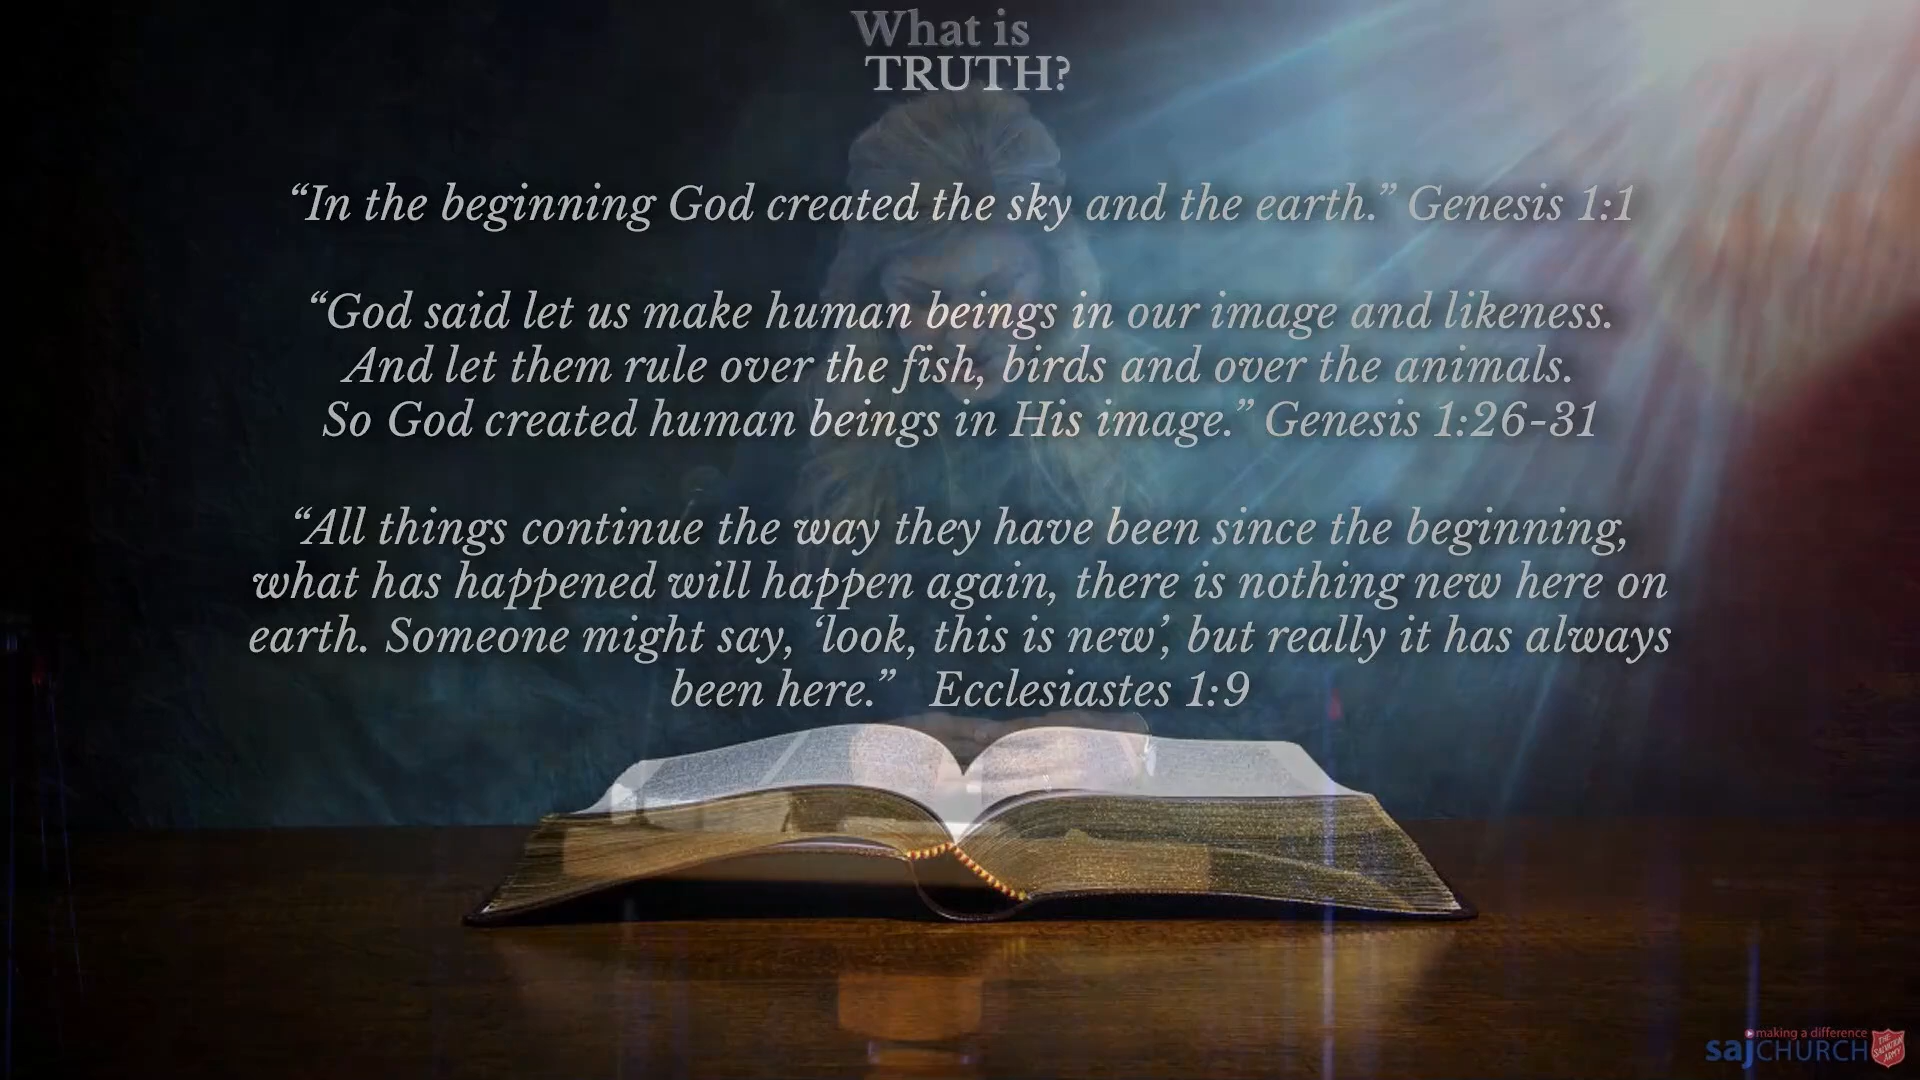 What is
TRUTH?
“In the beginning God created the sky and the earth.” Genesis 1:1
“God said let us make human beings in our image and likeness.
And let them rule over the fish, birds and over the animals.
So God created human beings in His image.” Genesis 1:26-31
“All things continue the way they have been since the beginning,
what has happened will happen again, there is nothing new here on
earth. Someone might say, ‘look, this is new’, but really it has always
been here.” Ecclesiastes 1:9
making a difference
sajCHURCH
THE
SALVATION
ARMY